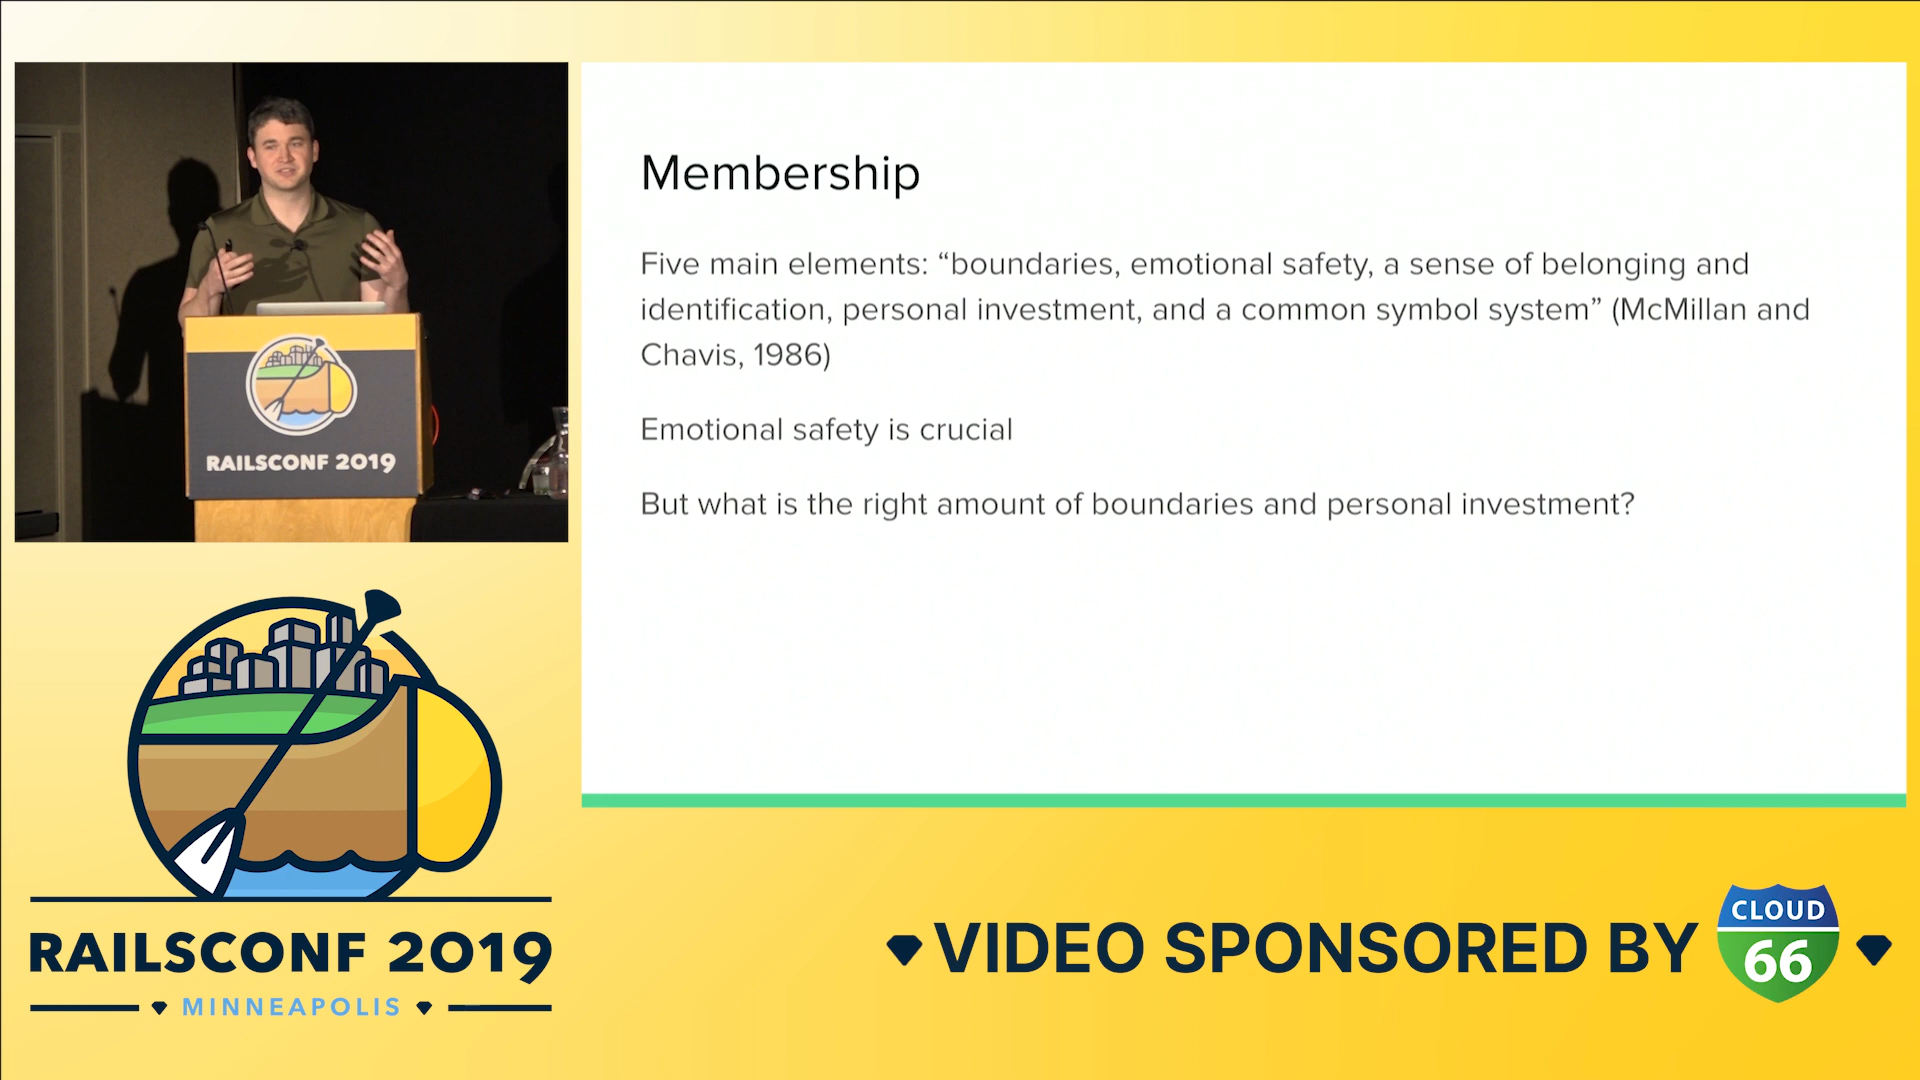 RAILSCONF 2019
Membership
Five main elements: “boundaries, emotional safety, a sense of belonging and
identification, personal investment, and a common symbol system” (McMillan and
Chavis, 1986)
Emotional safety is crucial
But what is the right amount of boundaries and personal investment?
RAILSCONF 2019
MINNEAPOLIS
VIDEO SPONSORED BY
CLOUD
66